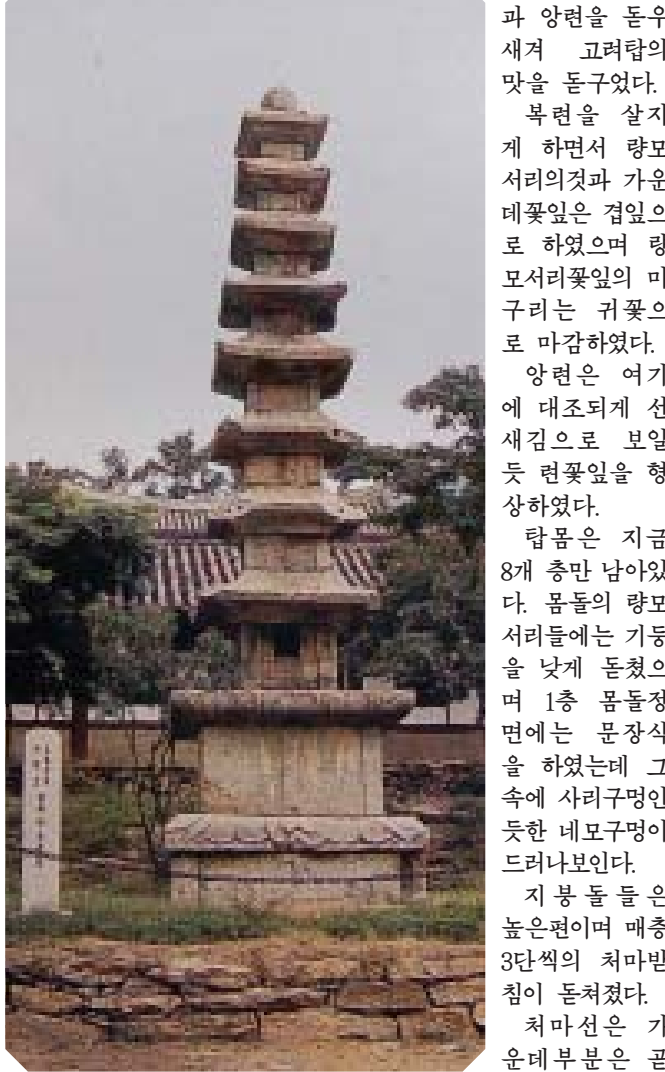 과 앙련을 돋우
새겨 고려탑의
맛을 돋구었다.
복련을 살지
게 하면서 량모
서리의것과 가운
데꽃잎은 겹잎으
로 하였으며 량
모서리꽃잎의 미
구리는 귀꽃으
로 마감하였다.
앙련은 여기
에 대조되게 선
새김으로 보일
듯 련꽃잎을 형
상하였다.
탑몸은 지금
8개 층만 남아있
다. 몸돌의 량모
서리들에는 기둥
을 낮게 돋쳤으
며 1층 몸돌정
면에는 문장식
을 하였는데 그
속에 사리구멍인
듯한 네모구멍이
드러나보인다.
지붕돌들은
높은편이며 매층
3단씩의 처마받
침이 돋쳐졌다.
처마선은 가
운데부분은 곧